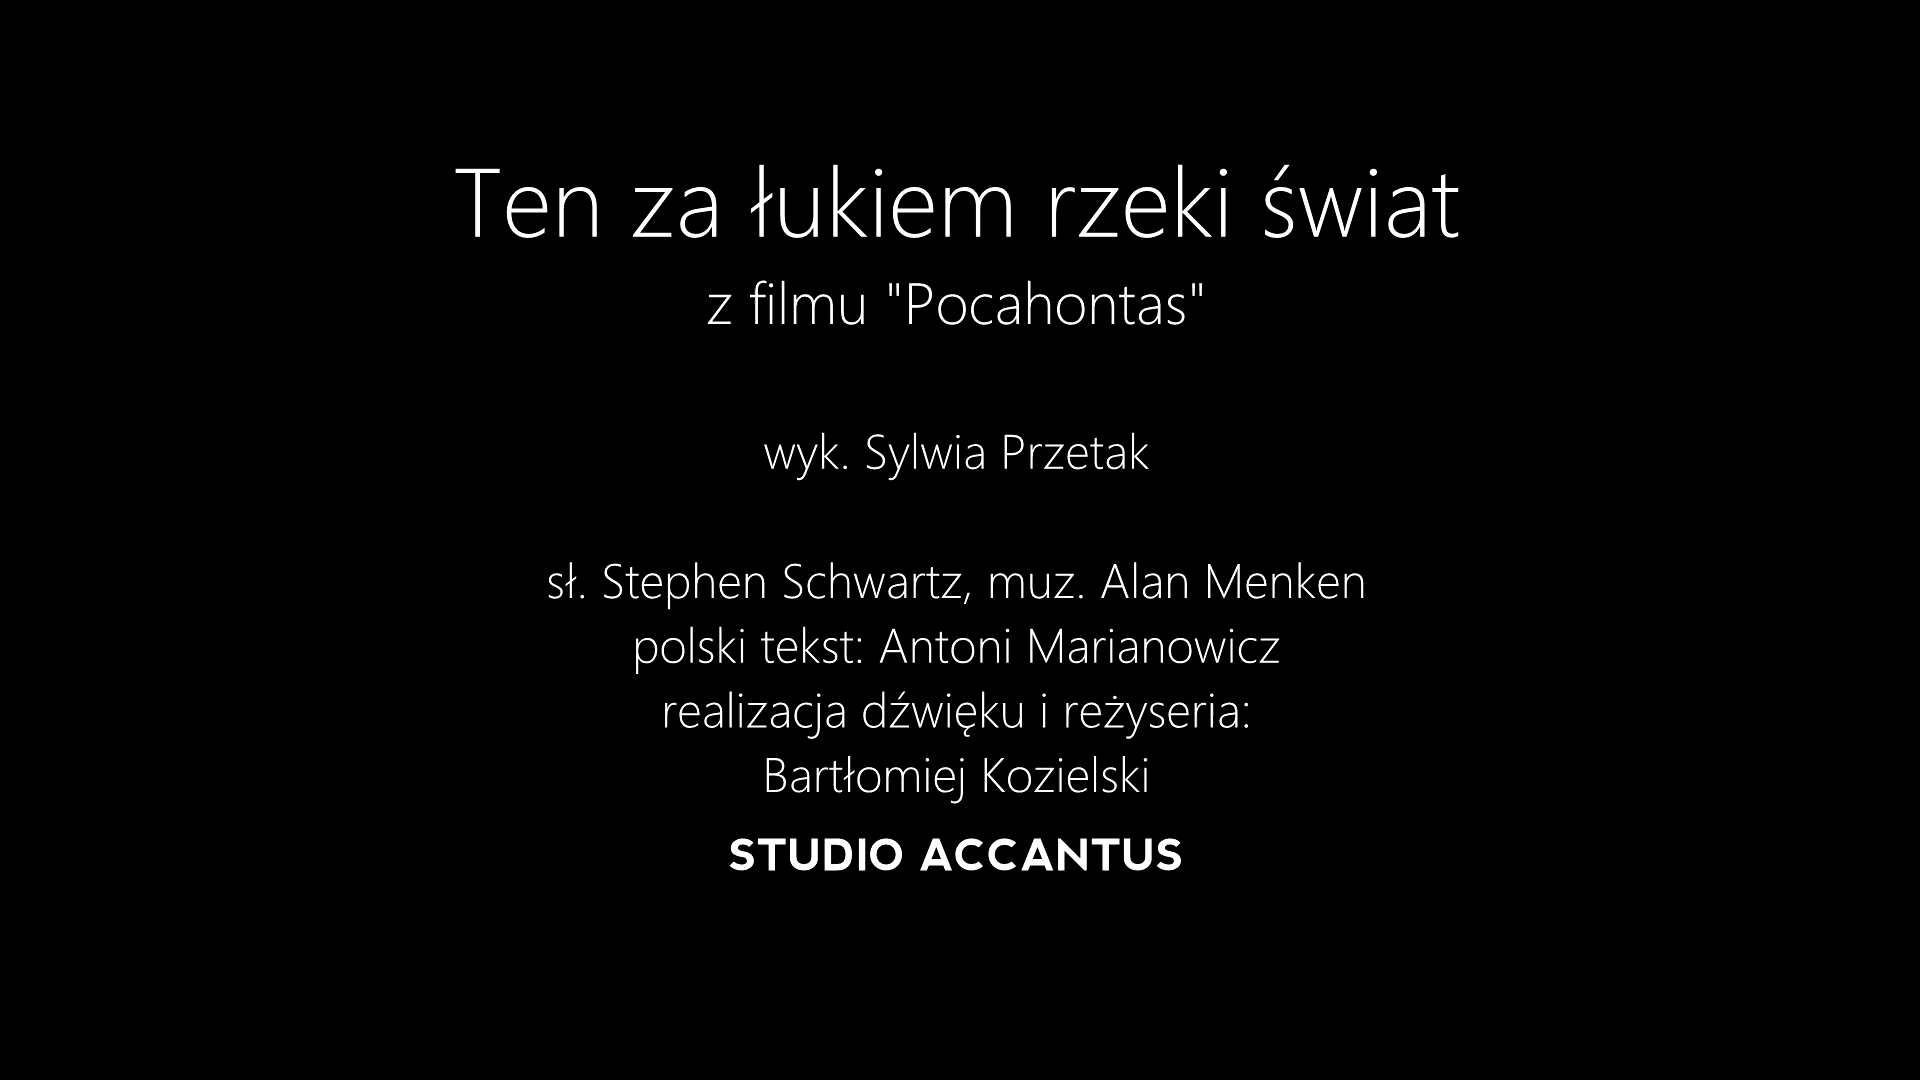 Ten za łukiem rzeki świat
z filmu "Pocahontas"
wyk. Sylwia Przetak
sł. Stephen Schwartz, muz. Alan Menken
polski tekst: Antoni Marianowicz
realizacja dźwięku i reżyseria:
Bartłomiej Kozielski
STUDIO ACCANTUS